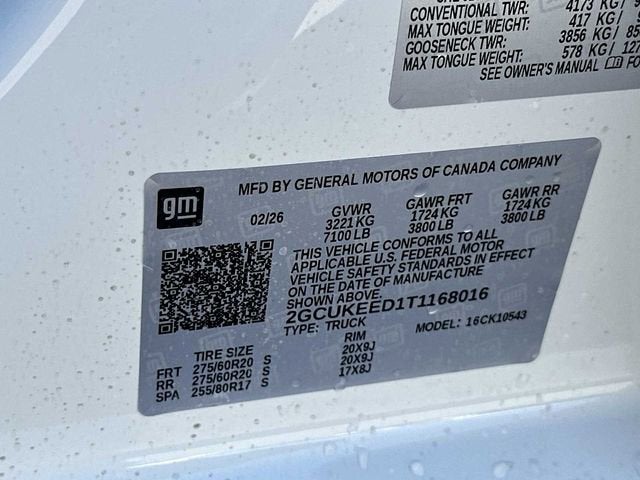 CONVENTIONAL TWR: 4173 KG/
MAX TONGUE WEIGHT: 417 KG/
GOOSENECK TWR: 3856 KG/ 85
MAX TONGUE WEIGHT: 578 KG/ 127
SEE OWNER'S MANUAL FO
gm
MFD BY GENERAL MOTORS OF CANADA COMPANY
02/26 GVWR GAWR FRT GAWR RR
3221 KG 1724 KG 1724 KG
7100 LB 3800 LB 3800 LB
THIS VEHICLE CONFORMS TO ALL
APPLICABLE U.S. FEDERAL MOTOR
VEHICLE SAFETY STANDARDS IN EFFECT
ON THE DATE OF MANUFACTURE
SHOWN ABOVE.
2GCUKEED1T1168016
TYPE: TRUCK MODEL: 16CK10543
TIRE SIZE RIM
FRT 275/60R20 S 20X9J
RR 275/60R20 S 20X9J
SPA 255/80R17 S 17X8J